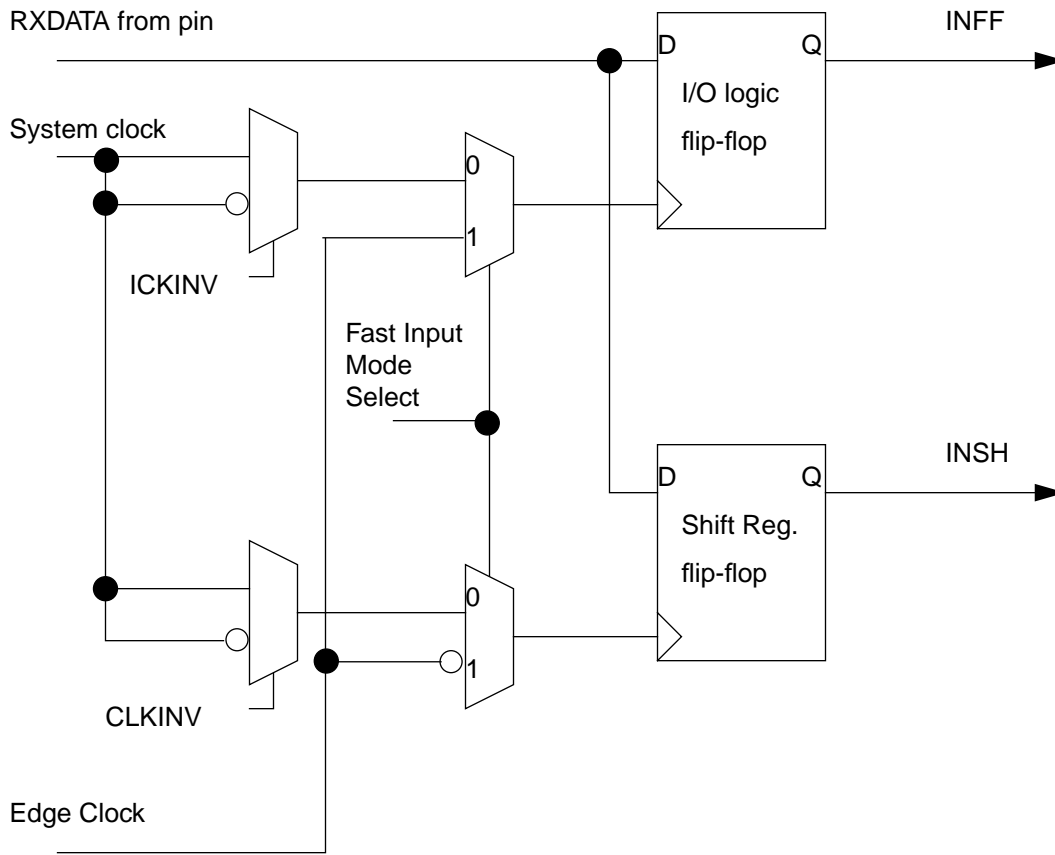 RXDATA from pin
INFF
D
Q
I/O logic
flip-flop
System clock
0
1
ICKINV
Fast Input
Mode
Select
INSH
D
Q
Shift Reg.
flip-flop
0
1
CLKINV
Edge Clock